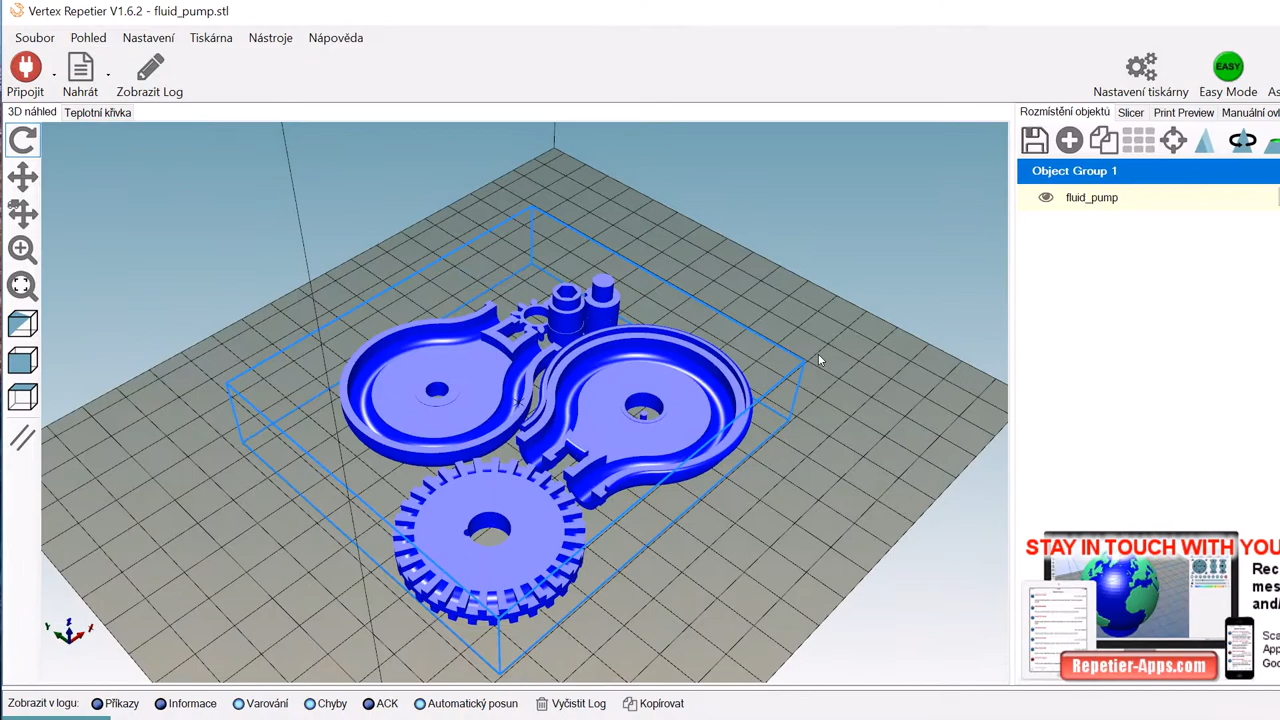 Vertex Repetier V1.6.2 - fluid_pump.stl
Soubor Pohled Nastavení Tiskárna Nástroje Nápověda
Připojit Nahrát Zobrazit Log Nastavení tiskárny EASY Easy Mode
3D náhled Teplotní křivka Rozmístění objektů Slicer Print Preview Manuální
Object Group 1
fluid_pump
STAY IN TOUCH WITH
Repetier-Apps.com
Zobrazit v logu: Příkazy Informace Varování Chyby ACK Automatický posun Vyčistit Log Kopírovat